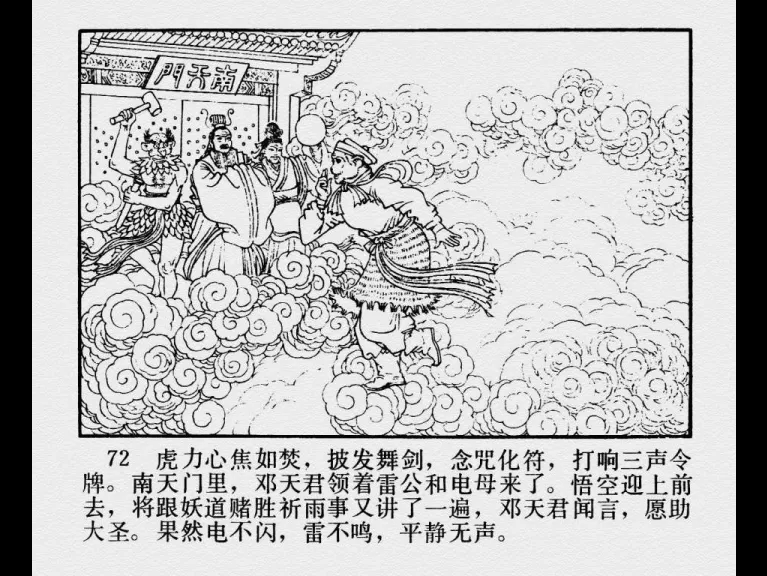 南天門
72 虎力心焦如焚，披发舞剑，念咒化符，打响三声令
牌。南天门里，邓天君领着雷公和电母来了。悟空迎上前
去，将跟妖道赌胜祈雨事又讲了一遍，邓天君闻言，愿助
大圣。果然电不闪，雷不鸣，平静无声。